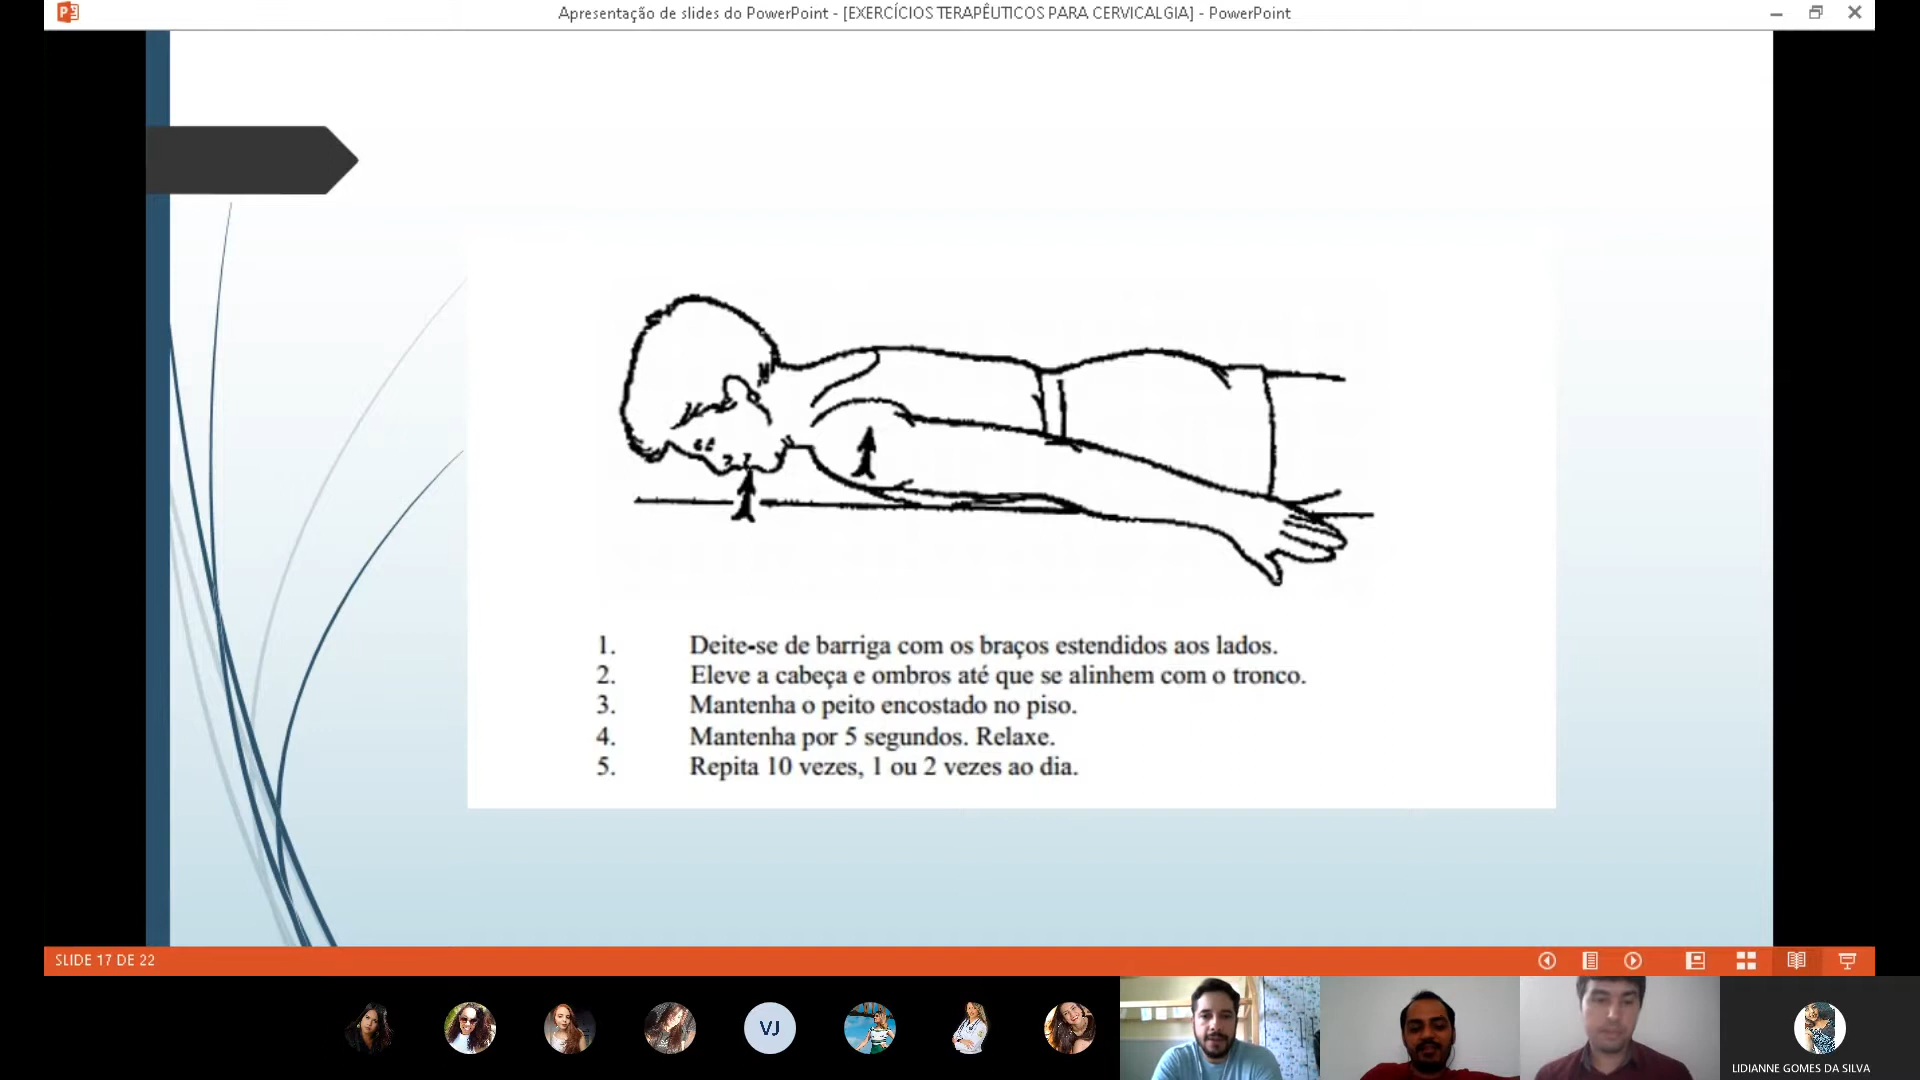 Apresentação de slides do PowerPoint - [EXERCÍCIOS TERAPÊUTICOS PARA CERVICALGIA] - PowerPoint
1. Deite-se de barriga com os braços estendidos aos lados.
2. Eleve a cabeça e ombros até que se alinhem com o tronco.
3. Mantenha o peito encostado no piso.
4. Mantenha por 5 segundos. Relaxe.
5. Repita 10 vezes, 1 ou 2 vezes ao dia.
SLIDE 17 DE 22
VJ
LIDIANNE GOMES DA SILVA